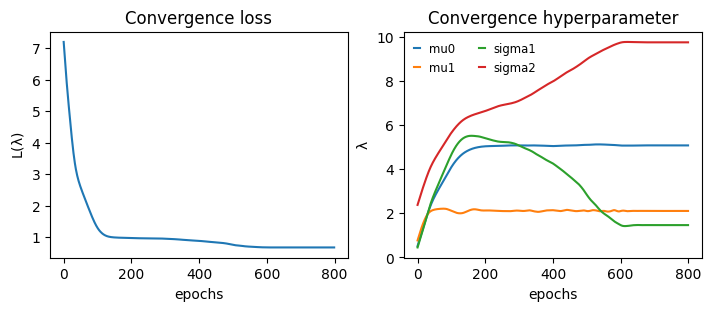 Convergence loss
7
6
5
4
3
2
1
L(λ)
0
200
400
600
800
epochs
Convergence hyperparameter
10
8
6
4
2
0
λ
mu0
sigma1
mu1
sigma2
0
200
400
600
800
epochs